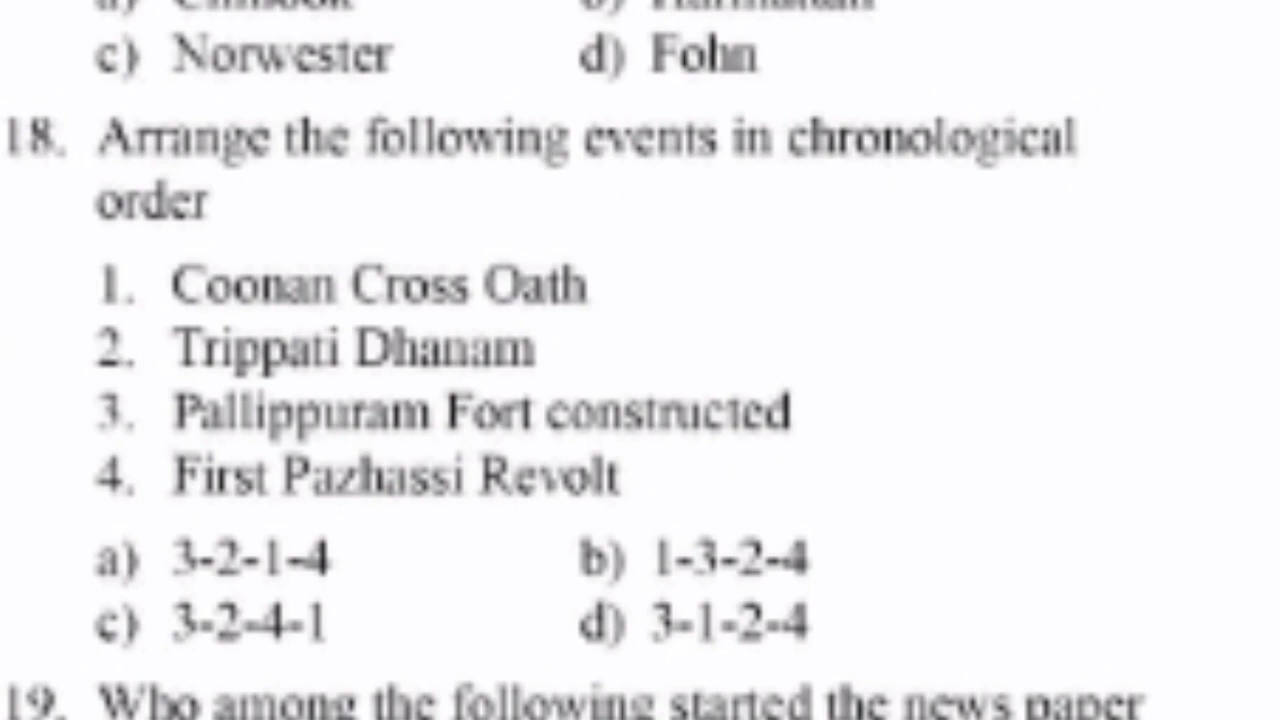 c) Norwester d) Fohn
18. Arrange the following events in chronological
order
1. Coonan Cross Oath
2. Trippati Dhanam
3. Pallippuram Fort constructed
4. First Pazhassi Revolt
a) 3-2-1-4 b) 1-3-2-4
c) 3-2-4-1 d) 3-1-2-4
19. Who among the following started the news paper